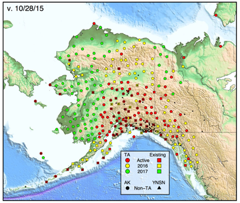 v. 10/28/15
TA Existing
Active
2016
2017
AK YNSN
Non-TA